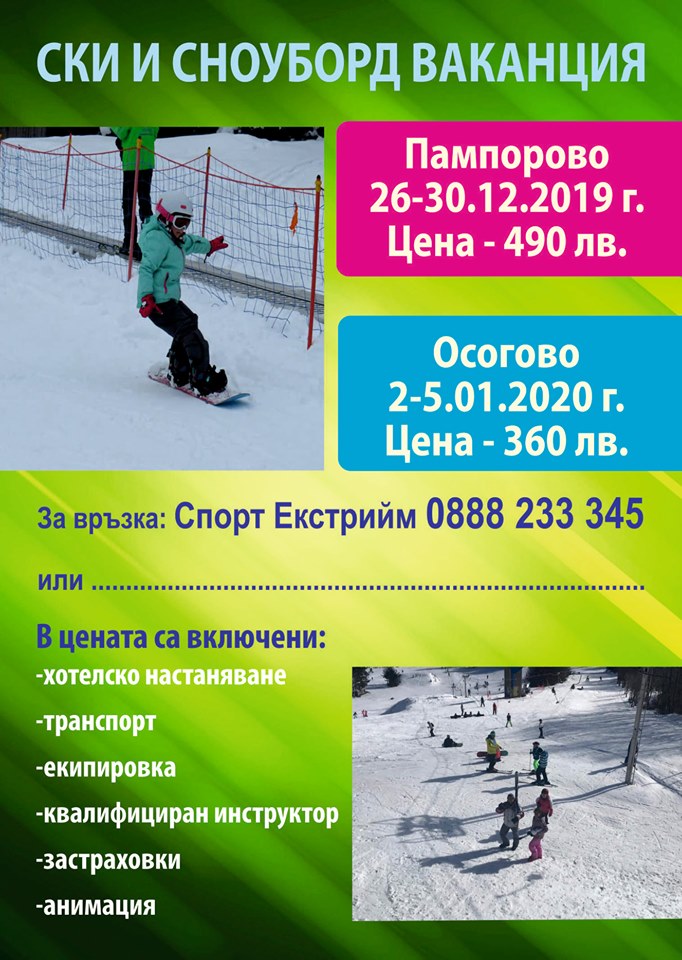 СКИ И СНОУБОРД ВАКАНЦИЯ
Пампорово
26-30.12.2019 г.
Цена - 490 лв.
Осогово
2-5.01.2020 г.
Цена - 360 лв.
За връзка: Спорт Екстрийм 0888 233 345
или ................................................................................
В цената са включени:
-хотелско настаняване
-транспорт
-екипировка
-квалифициран инструктор
-застраховки
-анимация